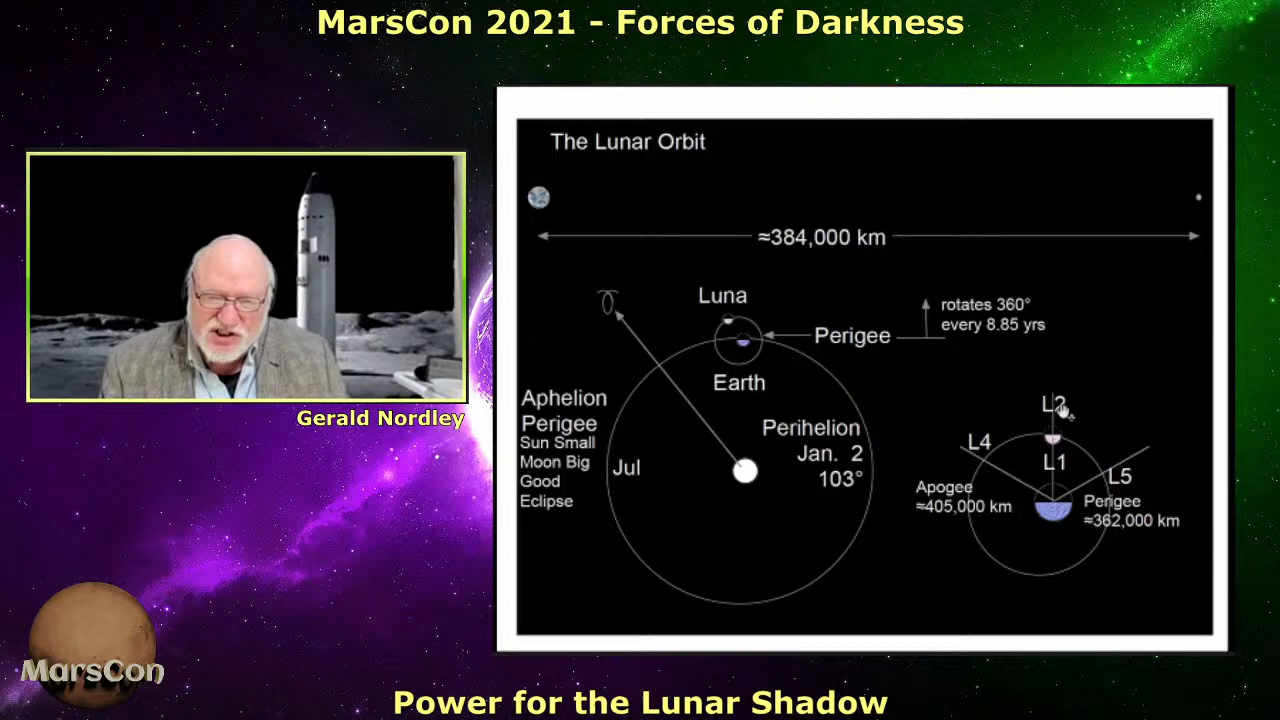 MarsCon 2021 - Forces of Darkness
The Lunar Orbit
≈384,000 km
Luna
Perigee
rotates 360°
every 8.85 yrs
Earth
Aphelion
Perigee
Sun Small
Moon Big
Good
Eclipse
Jul
Perihelion
Jan. 2
103°
L2
L4
L1
L5
Apogee
≈405,000 km
Perigee
≈362,000 km
Gerald Nordley
MarsCon
Power for the Lunar Shadow